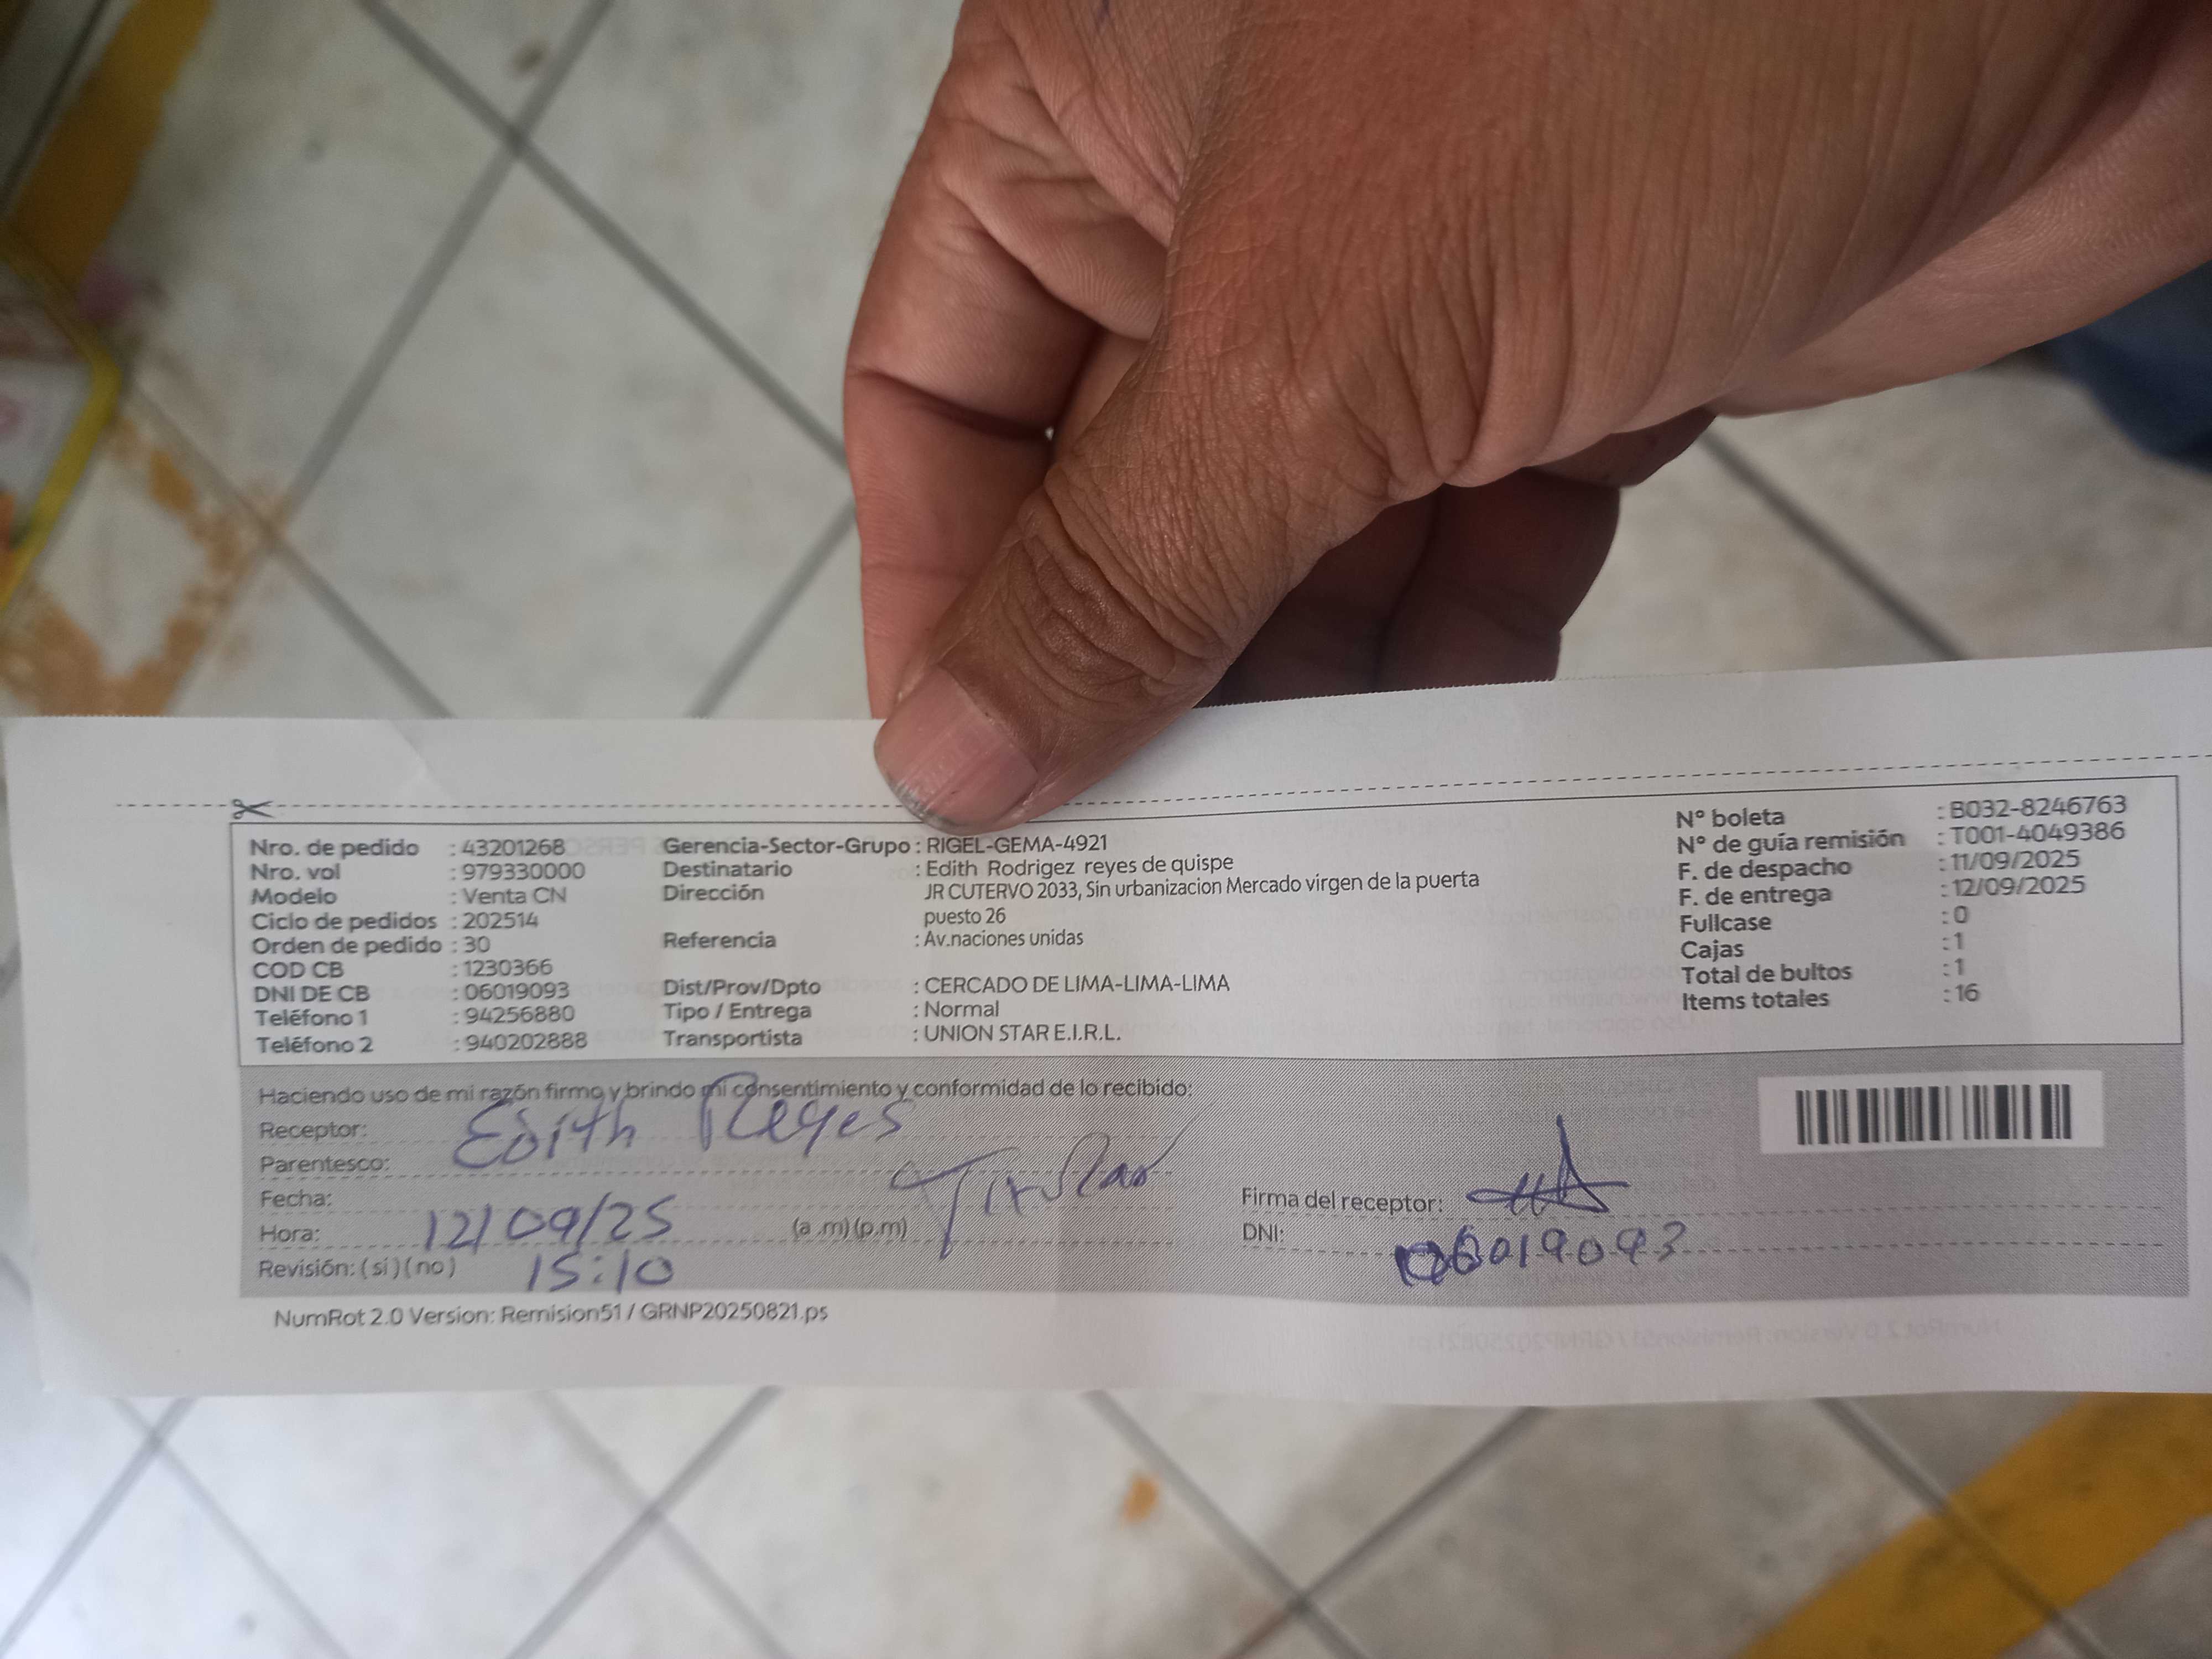 Nro. de pedido : 43201268 Gerencia-Sector-Grupo : RIGEL-GEMA-4921 N° boleta : B032-8246763
Nro. vol : 979330000 Destinatario : Edith Rodrigez reyes de quispe N° de guía remisión : T001-4049386
Modelo : Venta CN Dirección JR CUTERVO 2033, Sin urbanizacion Mercado virgen de la puerta F. de despacho : 11/09/2025
Ciclo de pedidos : 202514 puesto 26 F. de entrega : 12/09/2025
Orden de pedido : 30 Referencia : Av.naciones unidas Fullcase : 0
COD CB : 1230366 Cajas : 1
DNI DE CB : 06019093 Dist/Prov/Dpto : CERCADO DE LIMA-LIMA-LIMA Total de bultos : 1
Teléfono 1 : 94256880 Tipo / Entrega : Normal Items totales : 16
Teléfono 2 : 940202888 Transportista : UNION STAR E.I.R.L.
Haciendo uso de mi razón firmo y brindo mi consentimiento y conformidad de lo recibido:
Receptor: Edith Reyes
Parentesco:
Fecha: 12/09/25 Firma del receptor:
Hora: 15:10 (a .m) (p.m) DNI: 06019093
Revisión: ( si ) ( no )
NumRot 2.0 Version: Remision51 / GRNP20250821.ps